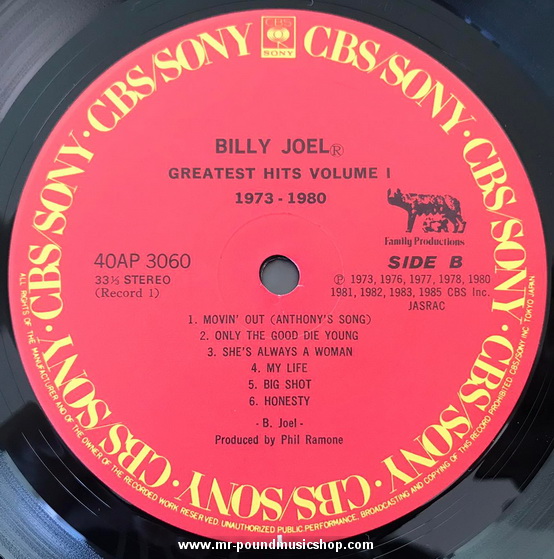 CBS
SONY
CBS/SONY · CBS/SONY · CBS/SONY · CBS/SONY · CBS/SONY · CBS/SONY · CBS/SONY · CBS/SONY
BILLY JOEL®
GREATEST HITS VOLUME I
1973 - 1980
Family Productions
40AP 3060
SIDE B
33⅓ STEREO
(Record 1)
Ⓟ 1973, 1976, 1977, 1978, 1980
1981, 1982, 1983, 1985 CBS Inc.
JASRAC
1. MOVIN' OUT (ANTHONY'S SONG)
2. ONLY THE GOOD DIE YOUNG
3. SHE'S ALWAYS A WOMAN
4. MY LIFE
5. BIG SHOT
6. HONESTY
- B. Joel -
Produced by Phil Ramone
ALL RIGHTS OF THE MANUFACTURER AND OF THE OWNER OF THE RECORDED WORK RESERVED. UNAUTHORIZED PUBLIC PERFORMANCE. BROADCASTING AND COPYING OF THIS RECORD PROHIBITED CBS/SONY INC TOKYO JAPAN
www.mr-poundmusicshop.com